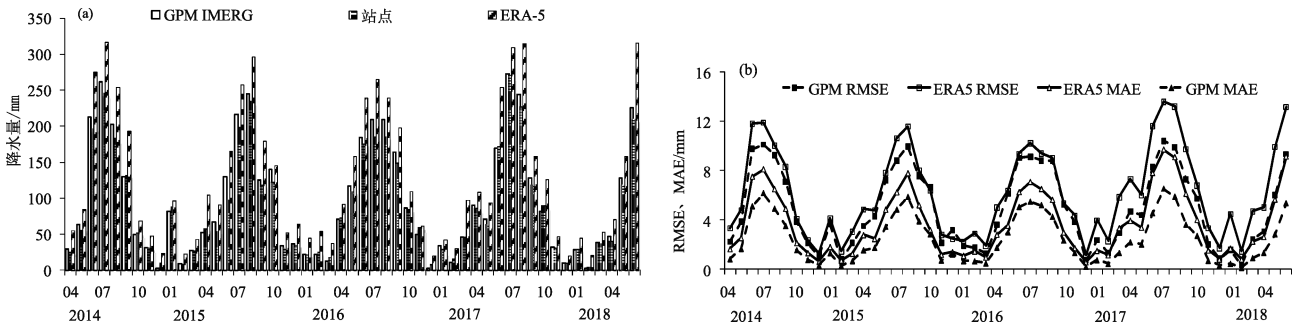 (a)
GPM IMERG 站点 ERA-5
降水量/mm
350
300
250
200
150
100
50
0
04 07 10 01 04 07 10 01 04 07 10 01 04 07 10 01 04
2014 2015 2016 2017 2018
(b)
GPM RMSE ERA5 RMSE ERA5 MAE GPM MAE
RMSE、MAE/mm
16
12
8
4
0
04 07 10 01 04 07 10 01 04 07 10 01 04 07 10 01 04
2014 2015 2016 2017 2018